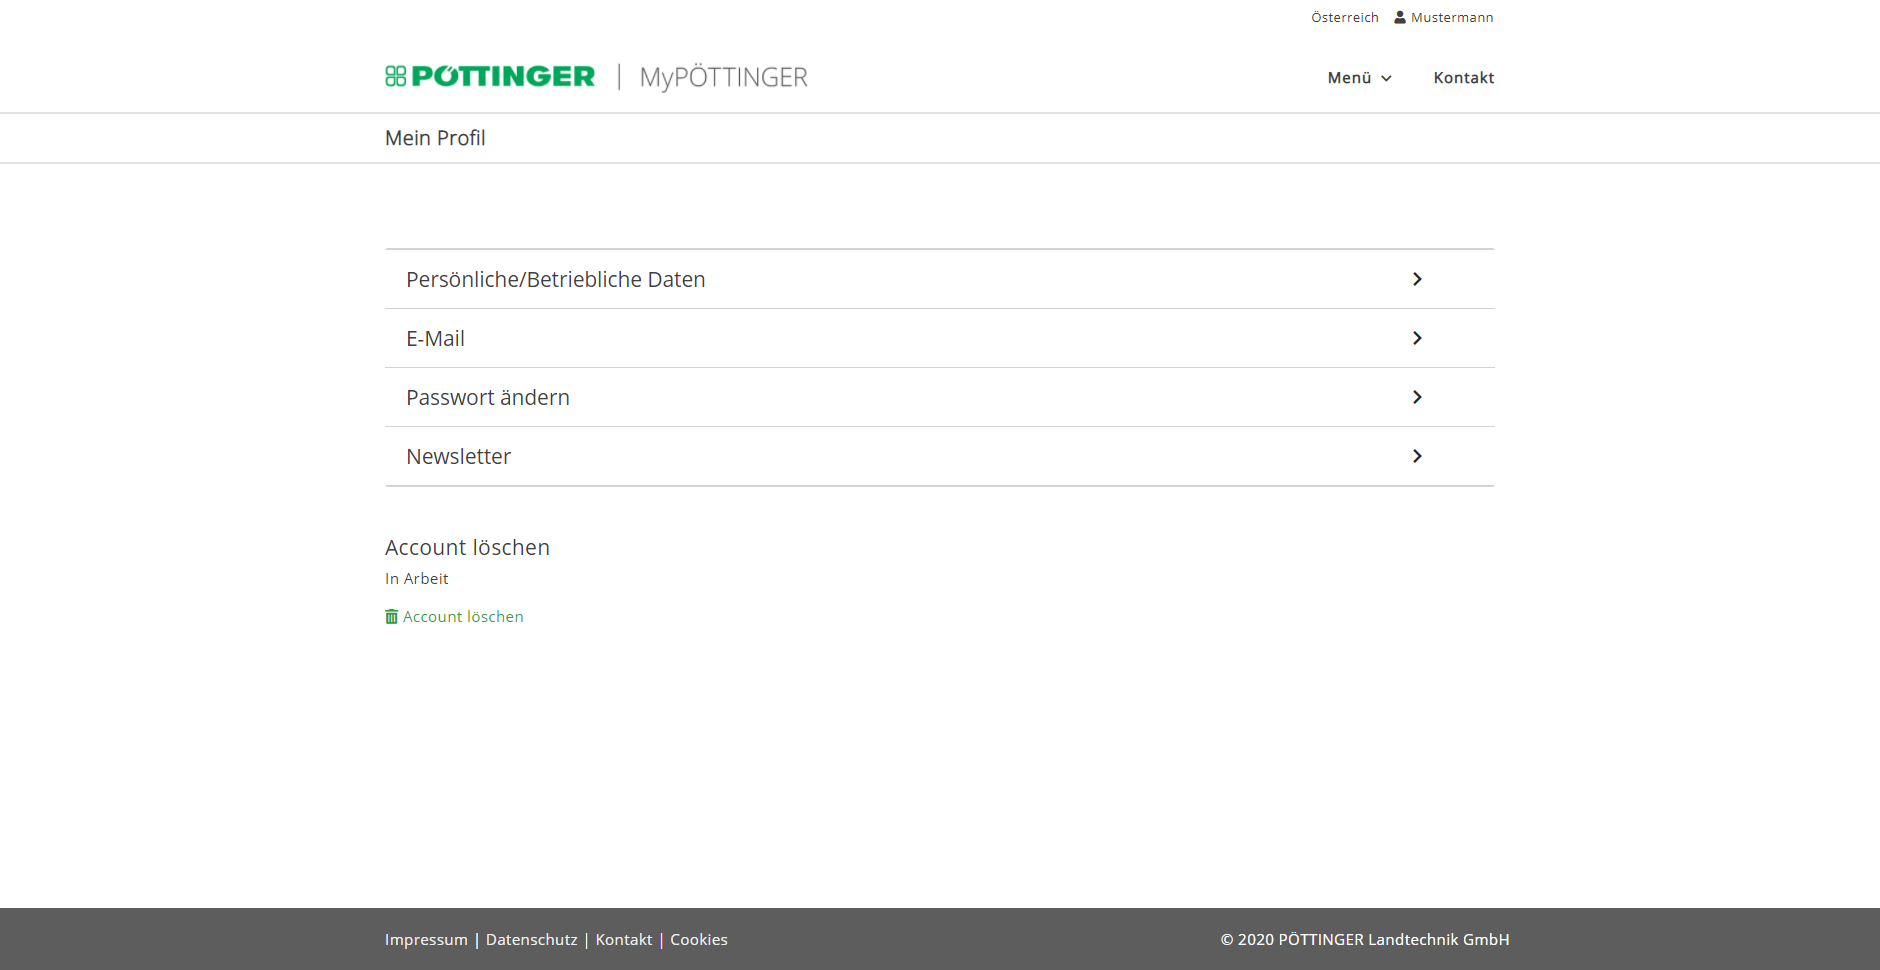 Österreich Mustermann
PÖTTINGER | MyPÖTTINGER
Menü Kontakt
Mein Profil
Persönliche/Betriebliche Daten
E-Mail
Passwort ändern
Newsletter
Account löschen
In Arbeit
Account löschen
Impressum | Datenschutz | Kontakt | Cookies
© 2020 PÖTTINGER Landtechnik GmbH